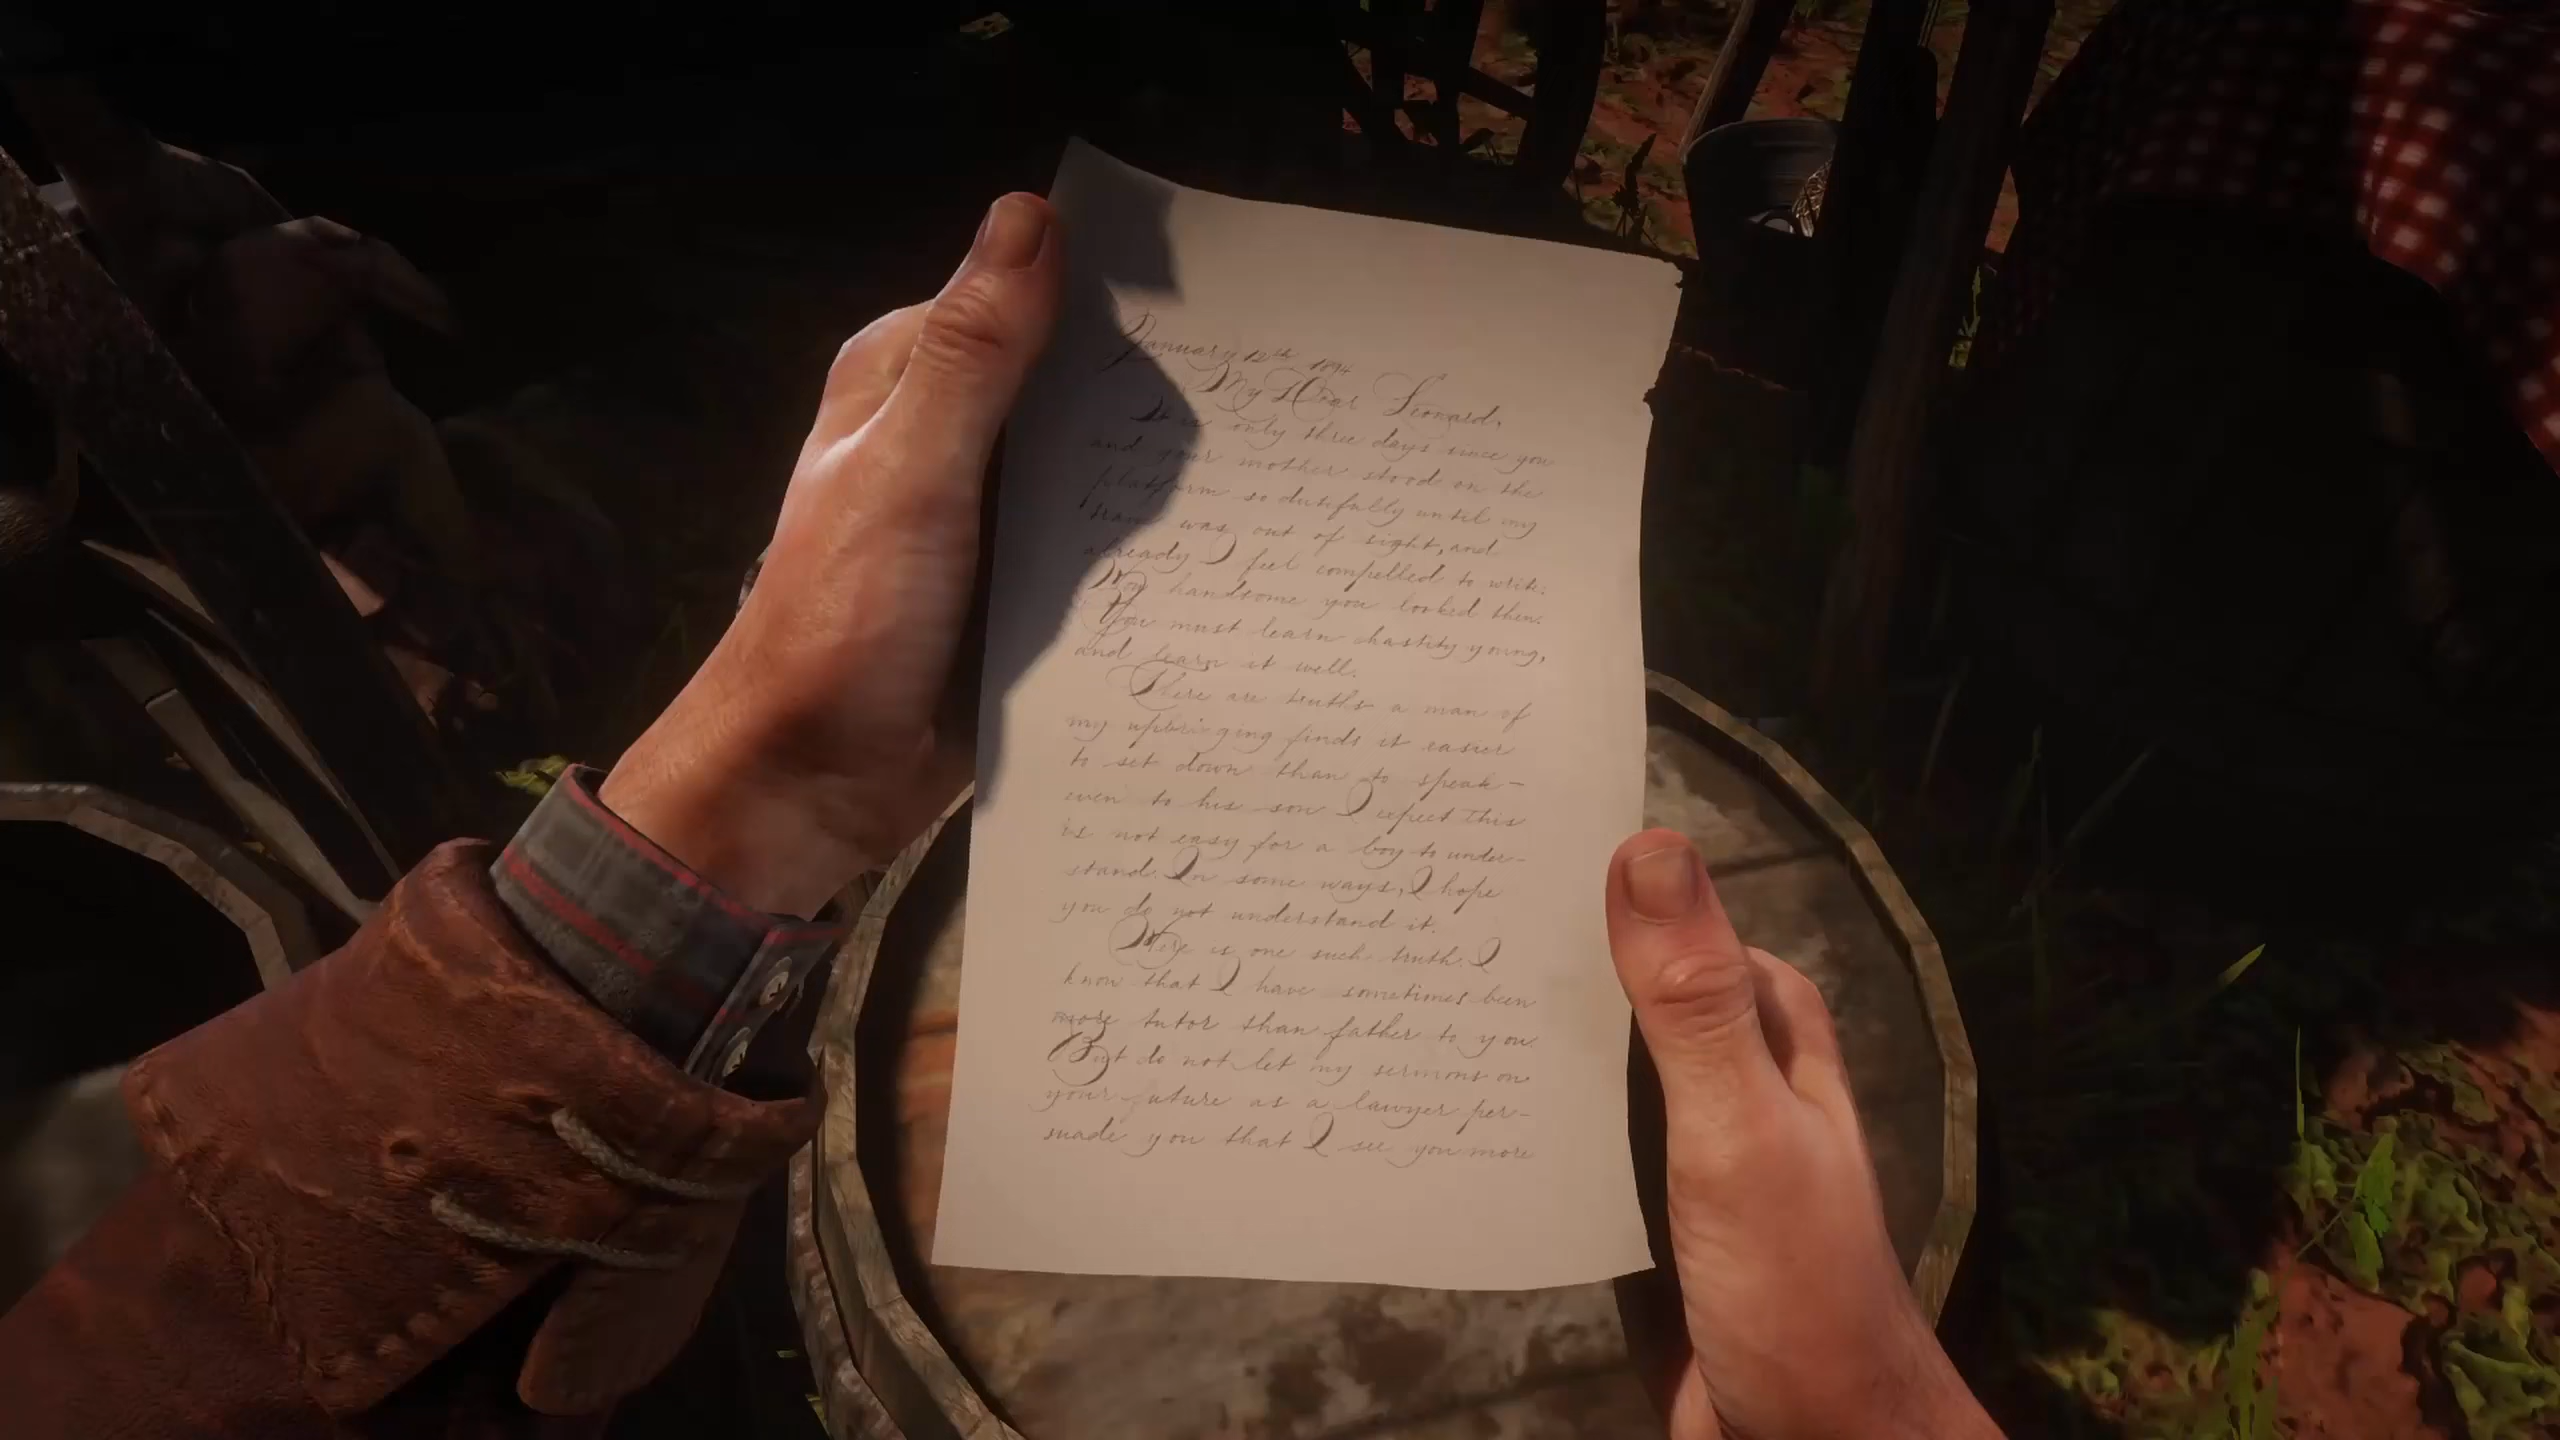 January 12th 1894
My Dear Leonard,
It is only three days since you
and your mother stood on the
platform so dutifully until my
train was out of sight, and
already I feel compelled to write.
How handsome you looked then.
You must learn chastity young,
and learn it well.
There are truths a man of
my upbringing finds it easier
to set down than to speak-
even to his son I expect this
is not easy for a boy to under-
stand. In some ways, I hope
you do not understand it.
Here is one such truth. I
know that I have sometimes been
more tutor than father to you
But do not let my sermons on
your future as a lawyer per-
suade you that I see you more